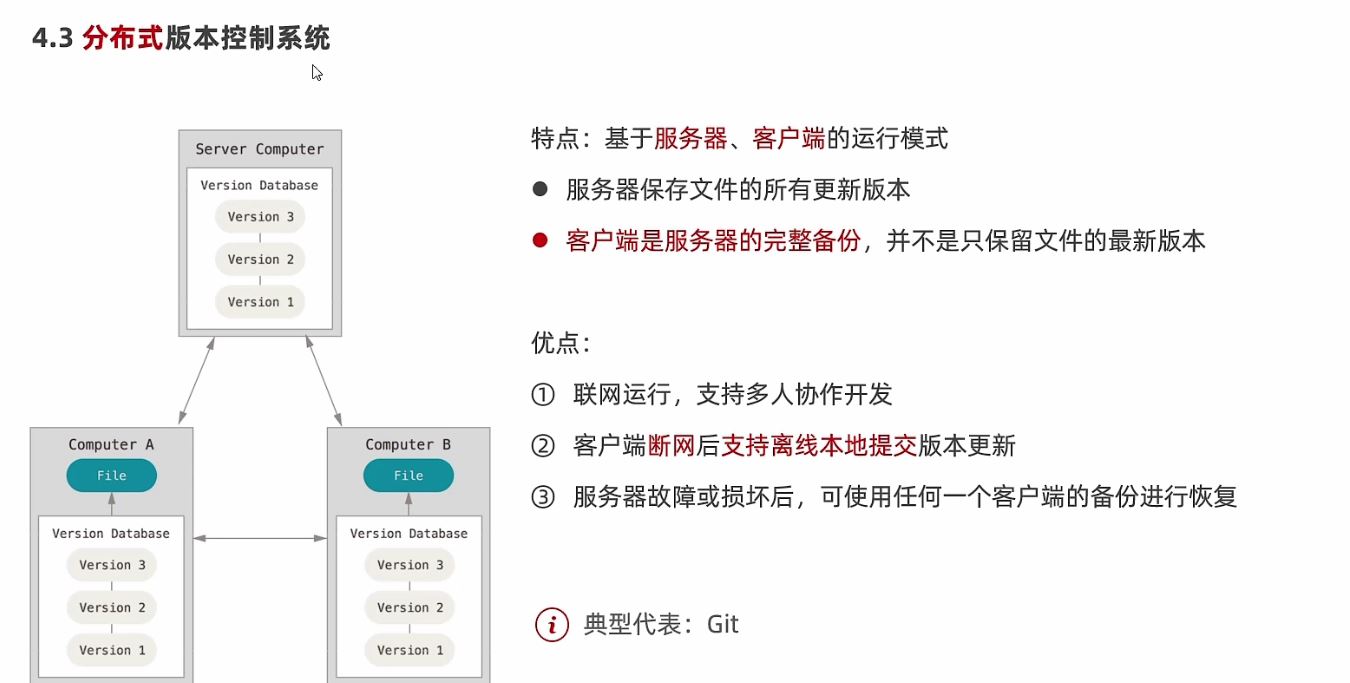 4.3 分布式版本控制系统
Server Computer
Version Database
Version 3
Version 2
Version 1
Computer A
File
Version Database
Version 3
Version 2
Version 1
Computer B
File
Version Database
Version 3
Version 2
Version 1
特点：基于服务器、客户端的运行模式
● 服务器保存文件的所有更新版本
● 客户端是服务器的完整备份，并不是只保留文件的最新版本
优点：
① 联网运行，支持多人协作开发
② 客户端断网后支持离线本地提交版本更新
③ 服务器故障或损坏后，可使用任何一个客户端的备份进行恢复
i 典型代表：Git